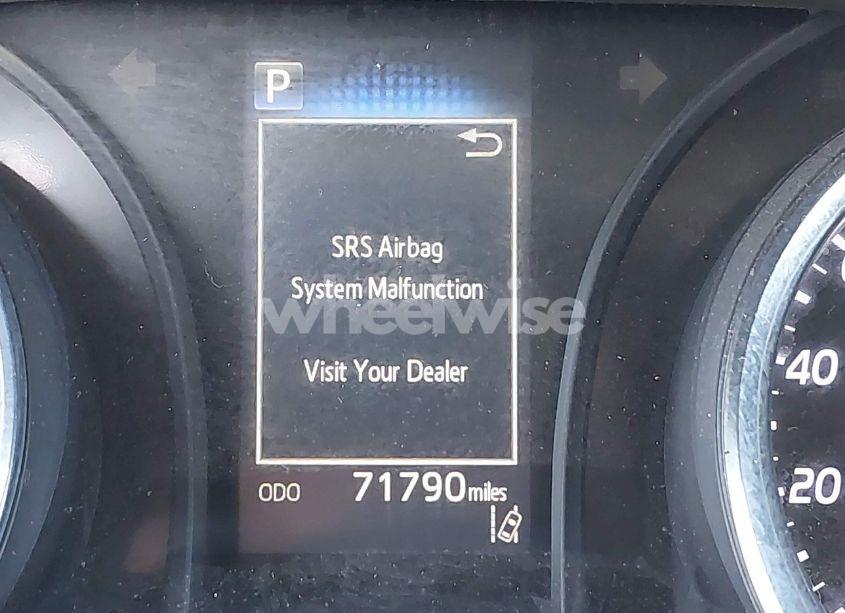 P
SRS Airbag
System Malfunction
wheelwise
Visit Your Dealer
ODO 71790 miles
40
20